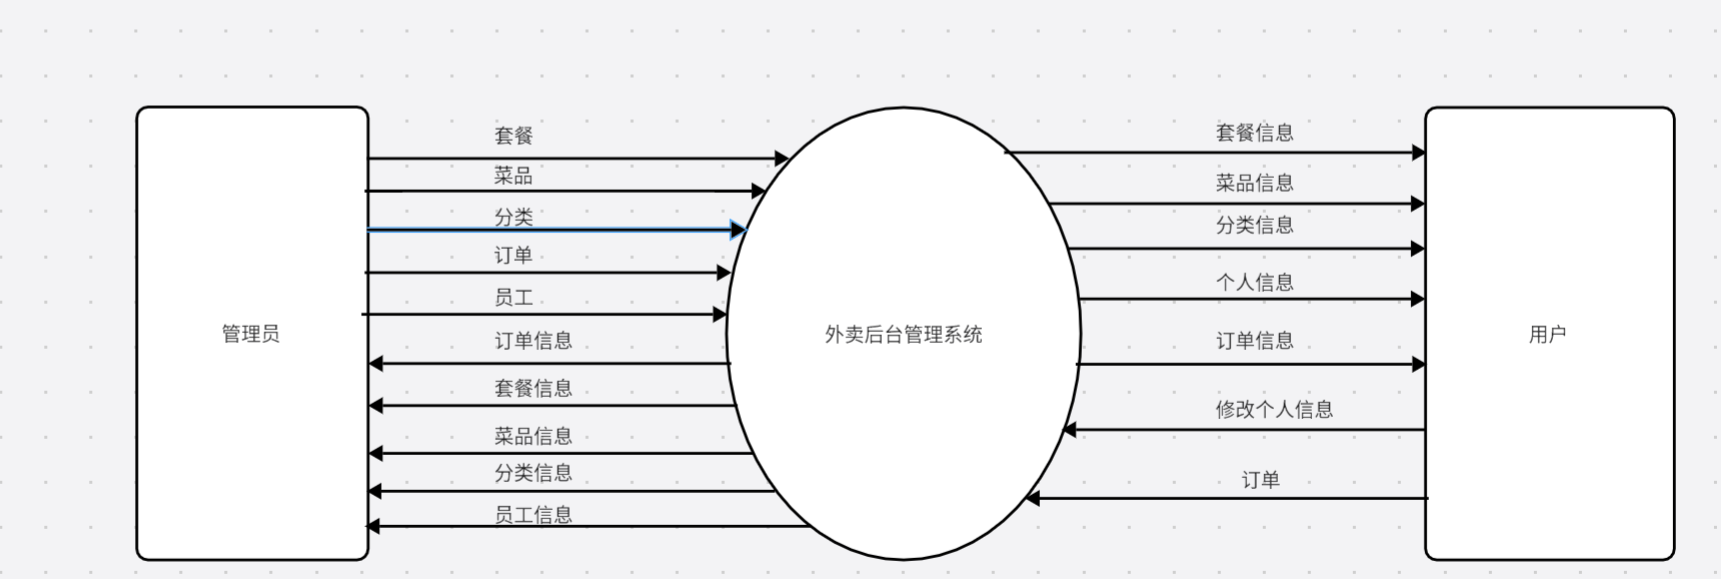 管理员
套餐
菜品
分类
订单
员工
订单信息
套餐信息
菜品信息
分类信息
员工信息
外卖后台管理系统
套餐信息
菜品信息
分类信息
个人信息
订单信息
修改个人信息
订单
用户